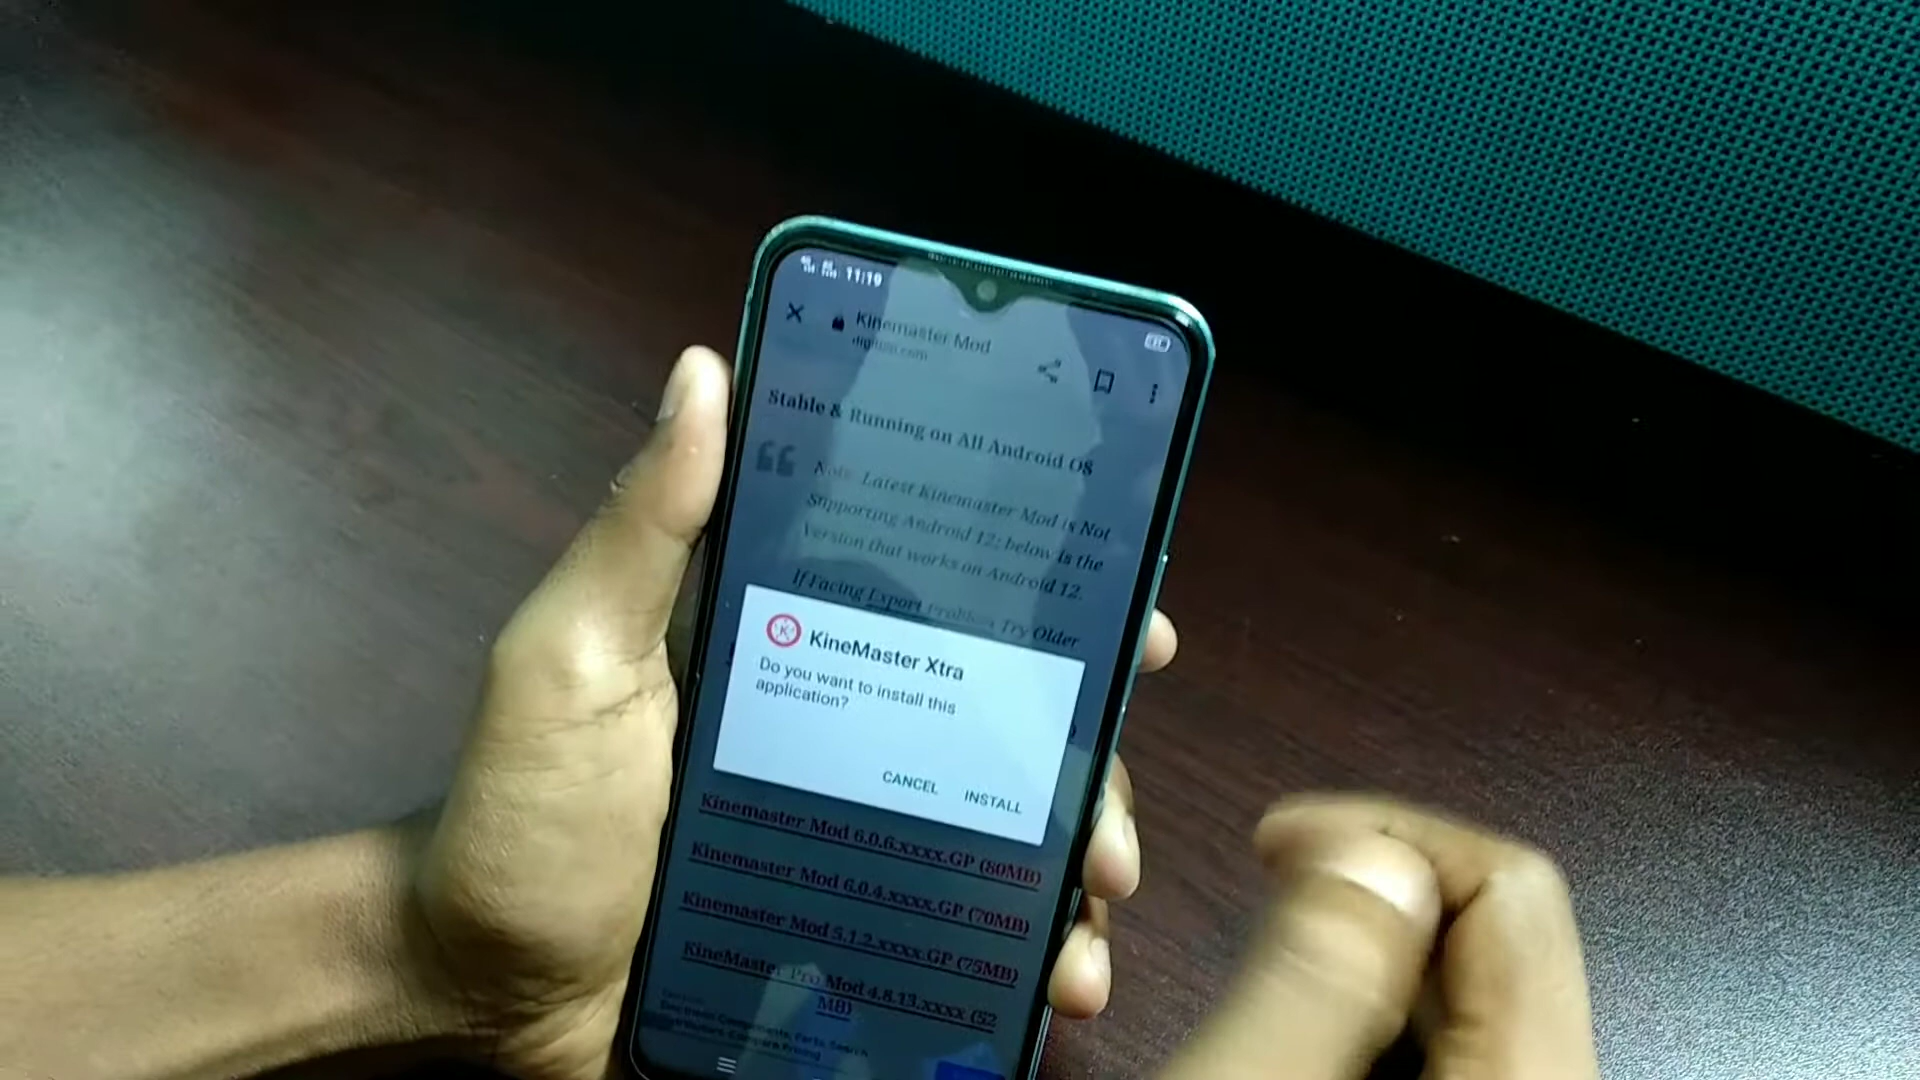 11:19
Kinemaster Mod
Stable & Running on All Android OS
Note: Latest Kinemaster Mod is Not
Supporting Android 12; below is the
version that works on Android 12.
If Facing Export Problem Try Older
KineMaster Xtra
Do you want to install this
application?
CANCEL INSTALL
Kinemaster Mod 6.0.6.xxxx.GP (80MB)
Kinemaster Mod 6.0.4.xxxx.GP (70MB)
Kinemaster Mod 5.1.2.xxxx.GP (75MB)
KineMaster Pro Mod 4.8.13.xxxx (52
MB)